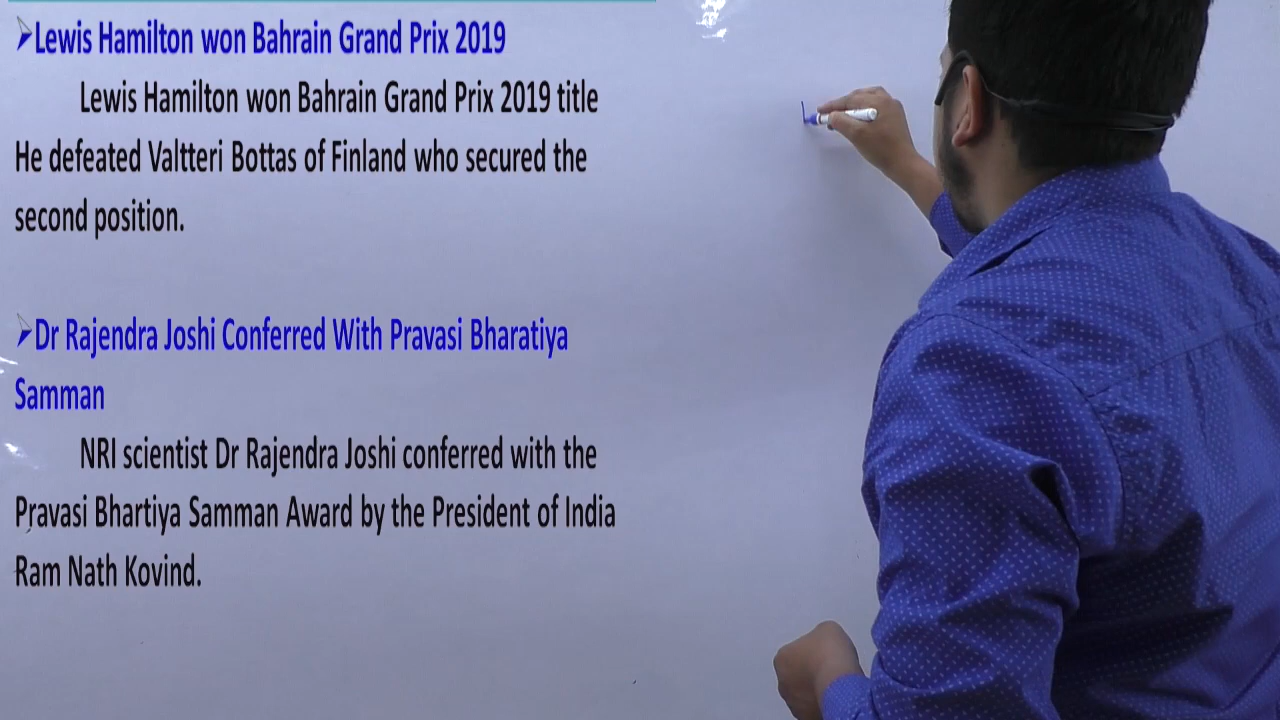 Lewis Hamilton won Bahrain Grand Prix 2019
Lewis Hamilton won Bahrain Grand Prix 2019 title
He defeated Valtteri Bottas of Finland who secured the
second position.
Dr Rajendra Joshi Conferred With Pravasi Bharatiya
Samman
NRI scientist Dr Rajendra Joshi conferred with the
Pravasi Bhartiya Samman Award by the President of India
Ram Nath Kovind.